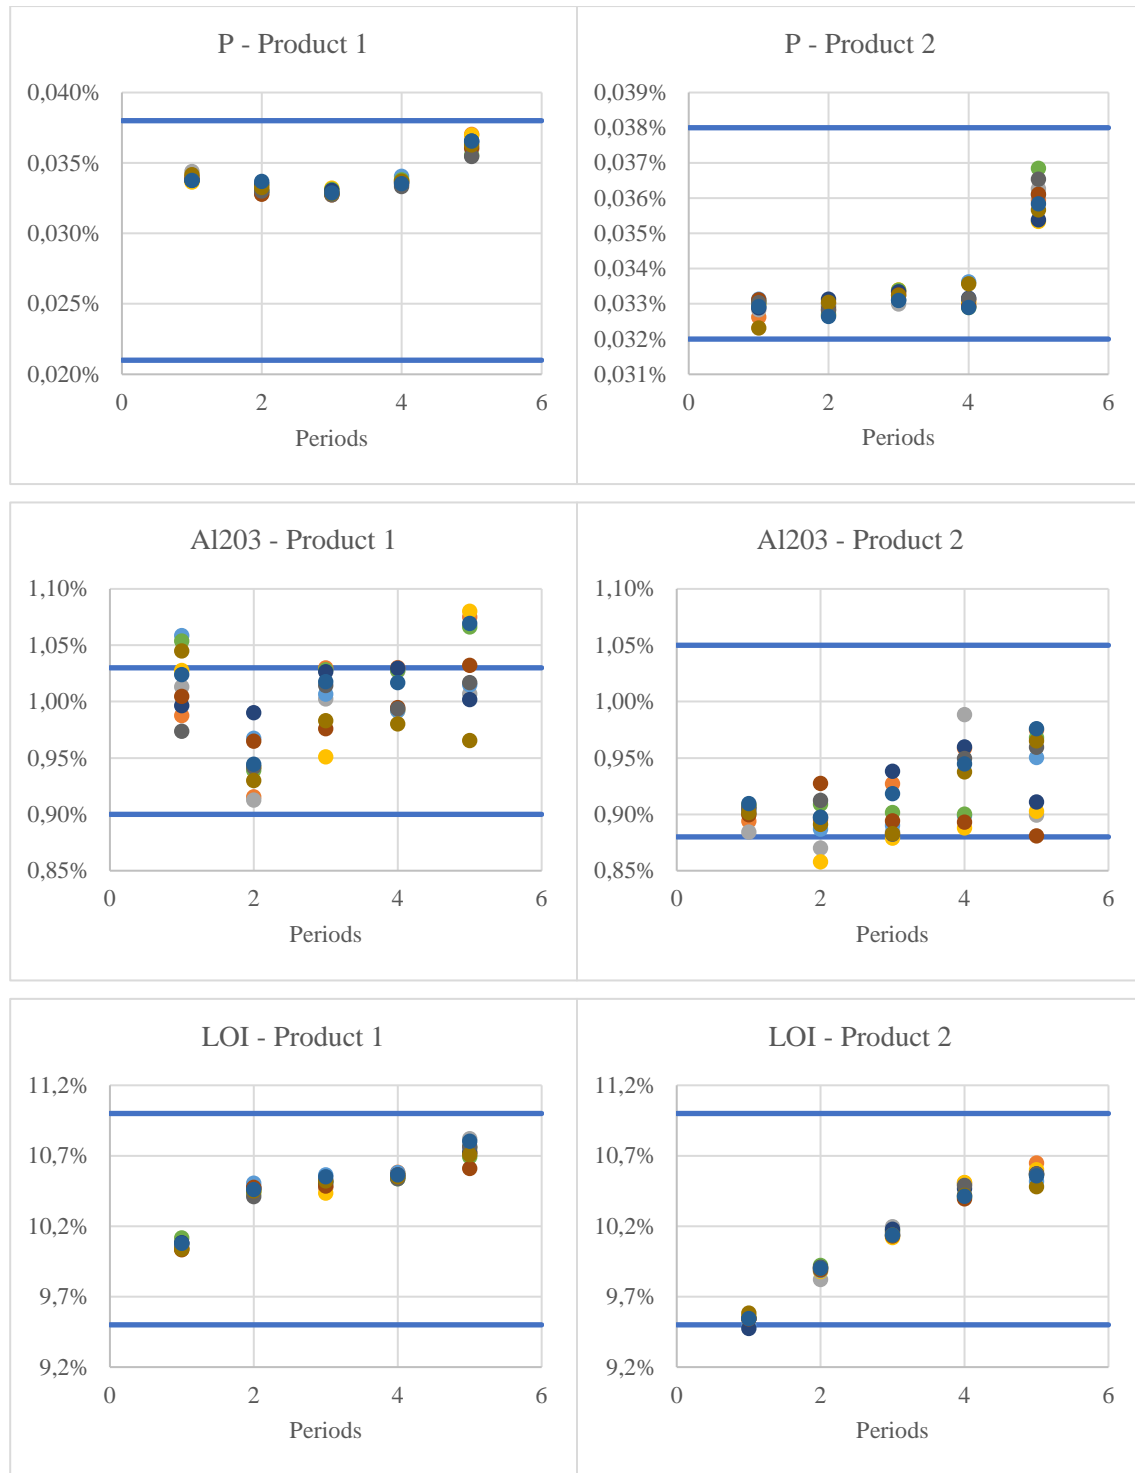 P - Product 1
0,040%
0,035%
0,030%
0,025%
0,020%
0 2 4 6
Periods
P - Product 2
0,039%
0,038%
0,037%
0,036%
0,035%
0,034%
0,033%
0,032%
0,031%
0 2 4 6
Periods
Al203 - Product 1
1,10%
1,05%
1,00%
0,95%
0,90%
0,85%
0 2 4 6
Periods
Al203 - Product 2
1,10%
1,05%
1,00%
0,95%
0,90%
0,85%
0 2 4 6
Periods
LOI - Product 1
11,2%
10,7%
10,2%
9,7%
9,2%
0 2 4 6
Periods
LOI - Product 2
11,2%
10,7%
10,2%
9,7%
9,2%
0 2 4 6
Periods